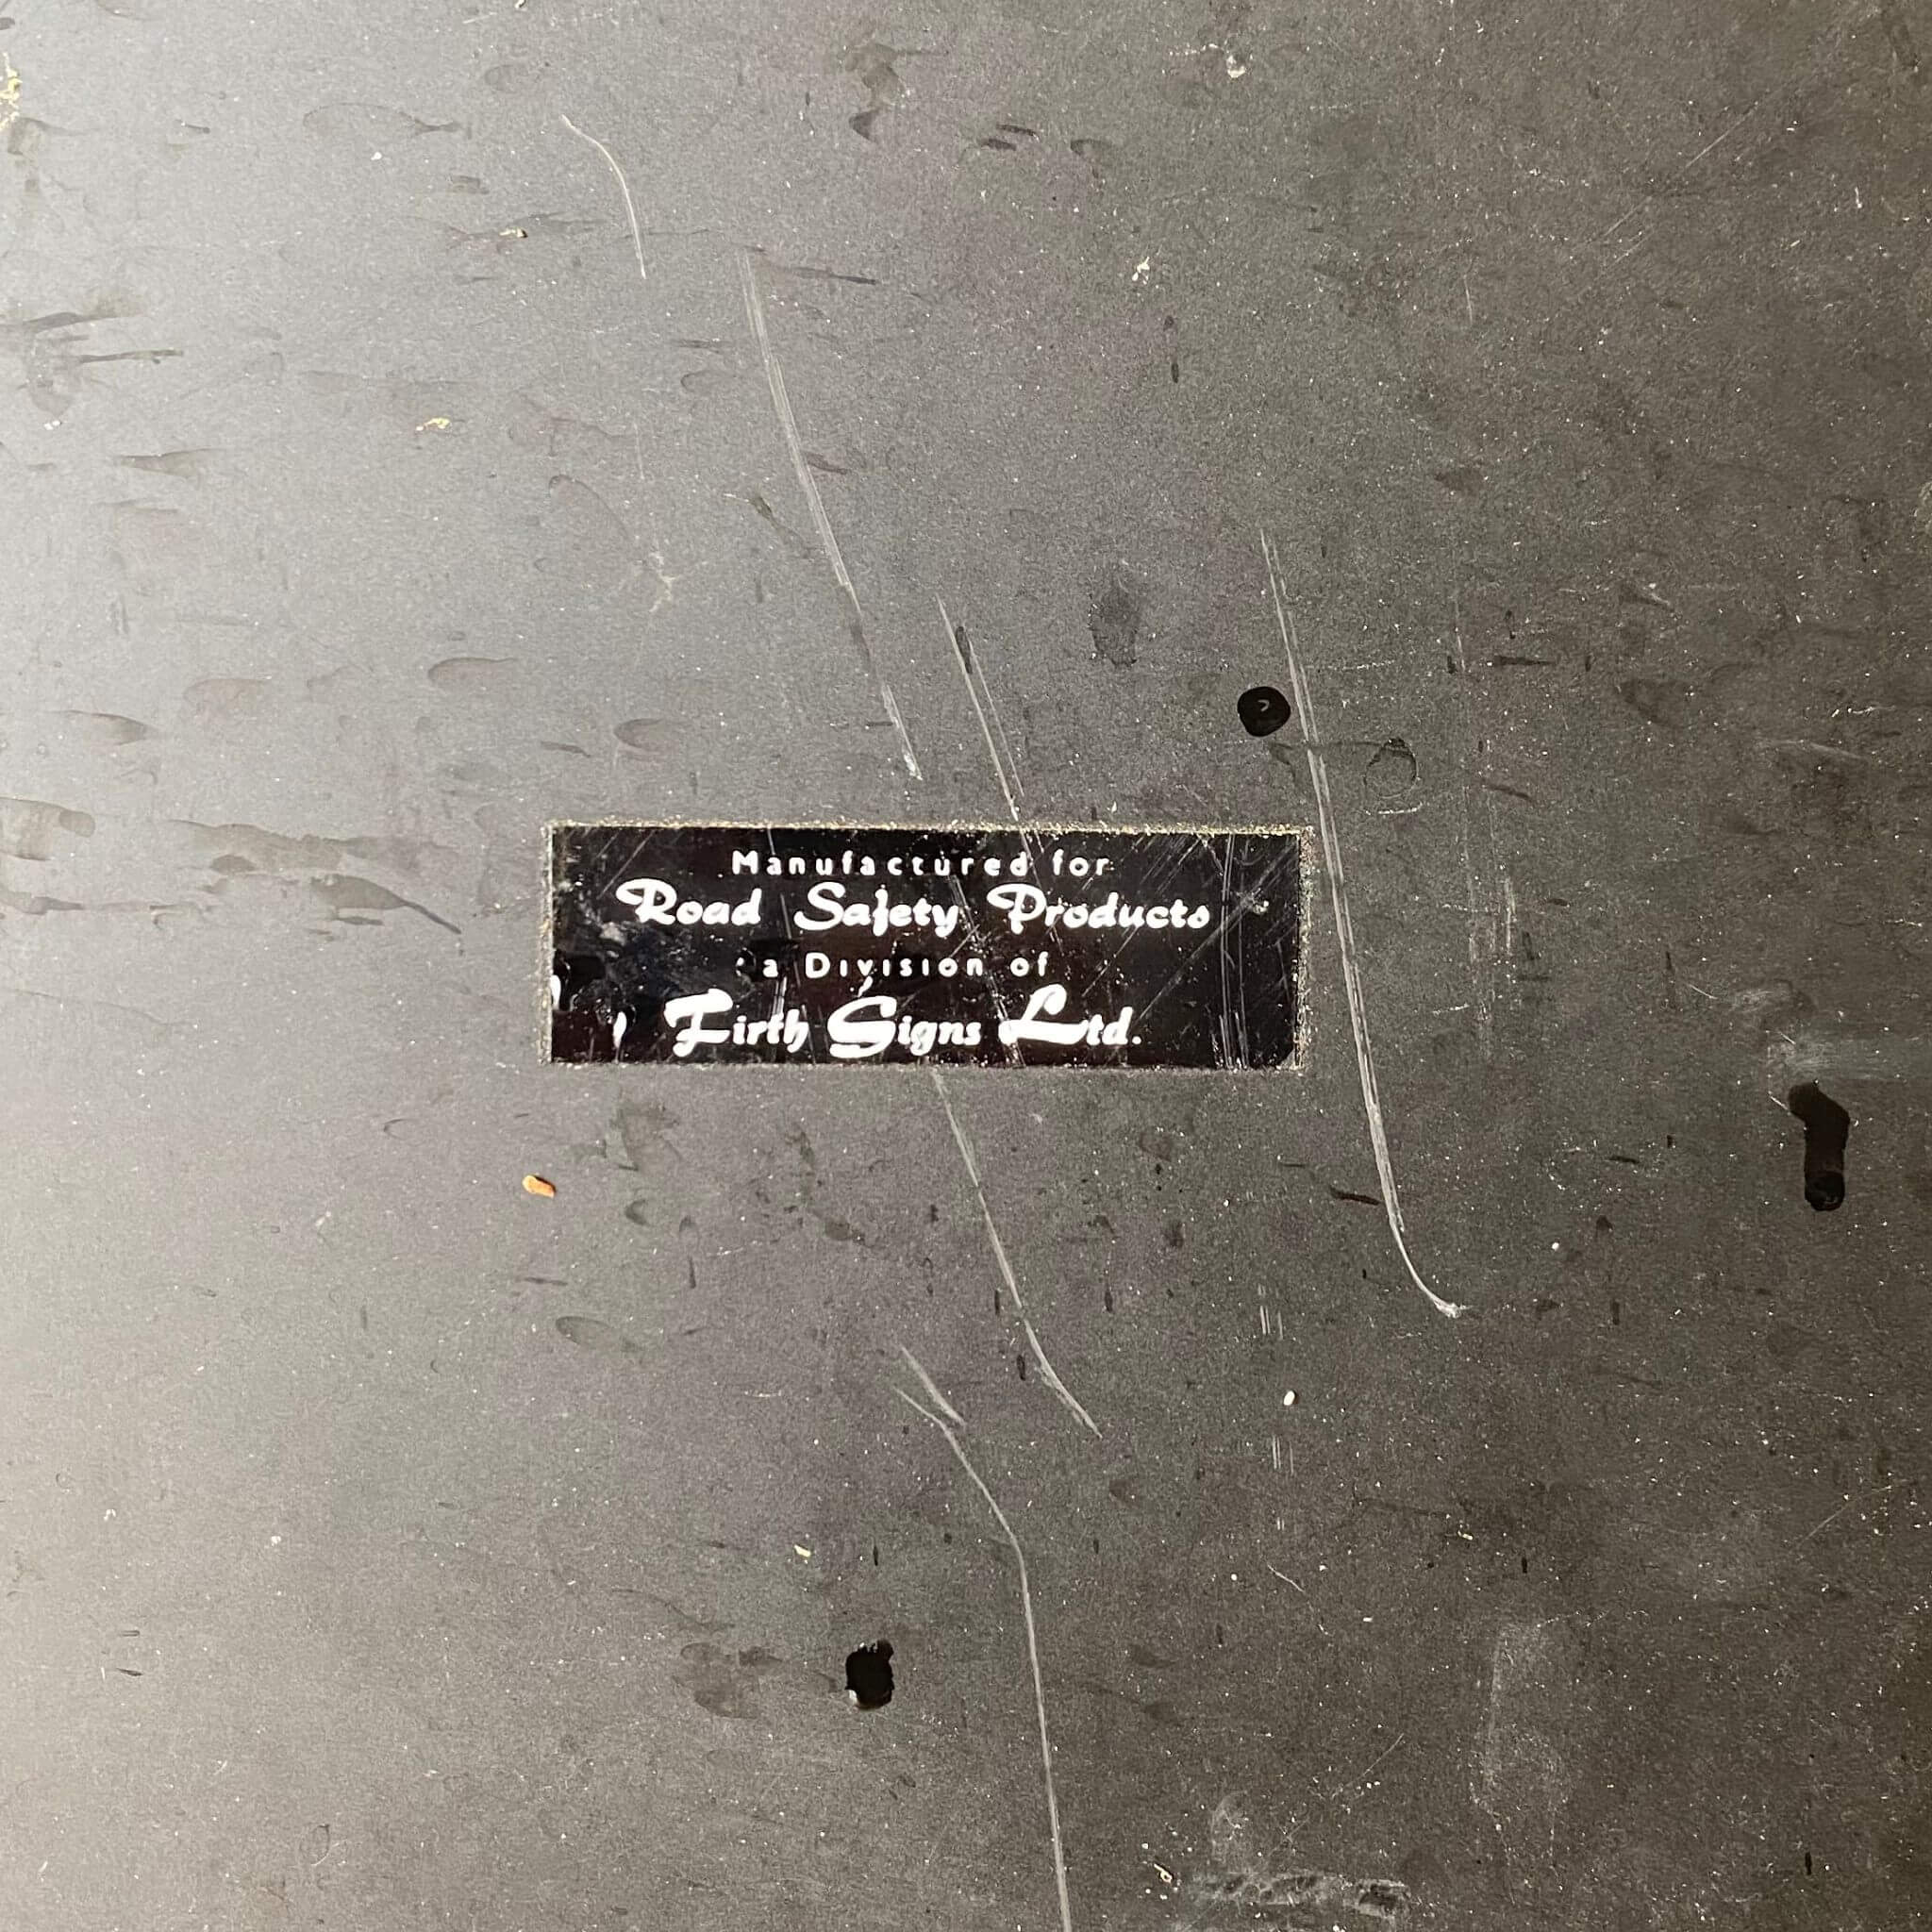 Manufactured for
Road Safety Products
a Division of
Firth Signs Ltd.